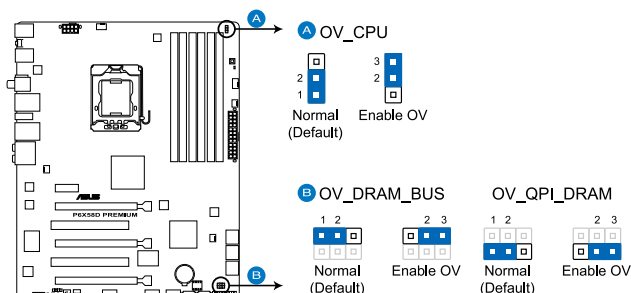 A
A OV_CPU
3
2
2
1
Normal
(Default)
Enable OV
ASUS
P6X58D PREMIUM
B
B OV_DRAM_BUS
OV_QPI_DRAM
1 2
2 3
1 2
2 3
Normal
(Default)
Enable OV
Normal
(Default)
Enable OV